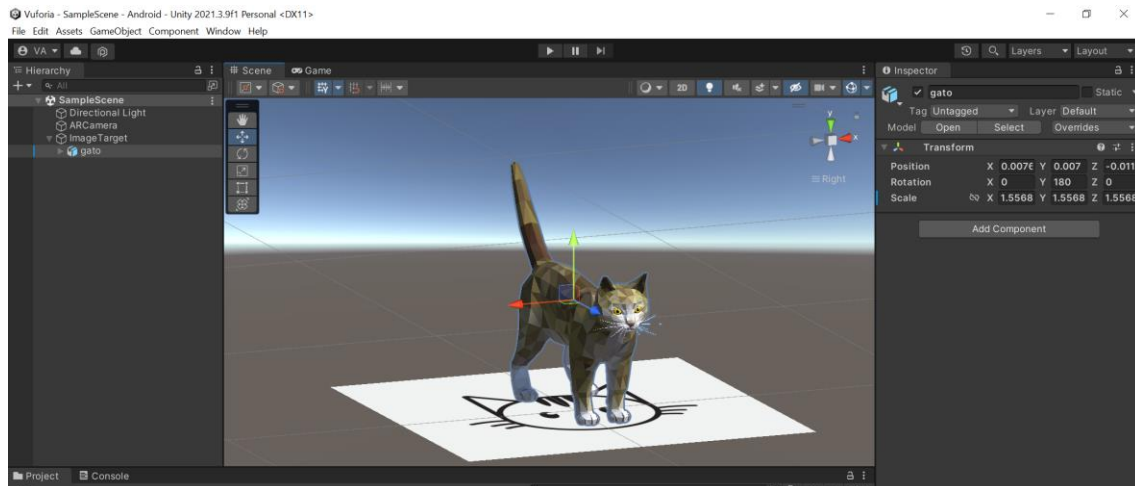 Vuforia - SampleScene - Android - Unity 2021.3.9f1 Personal <DX11>
File Edit Assets GameObject Component Window Help
VA Layers Layout
Hierarchy
All
SampleScene
Directional Light
ARCamera
ImageTarget
gato
Scene Game
2D
y
x
Right
Inspector
gato Static
Tag Untagged Layer Default
Model Open Select Overrides
Transform
Position X 0.0076 Y 0.007 Z -0.011
Rotation X 0 Y 180 Z 0
Scale X 1.5568 Y 1.5568 Z 1.5568
Add Component
Project Console